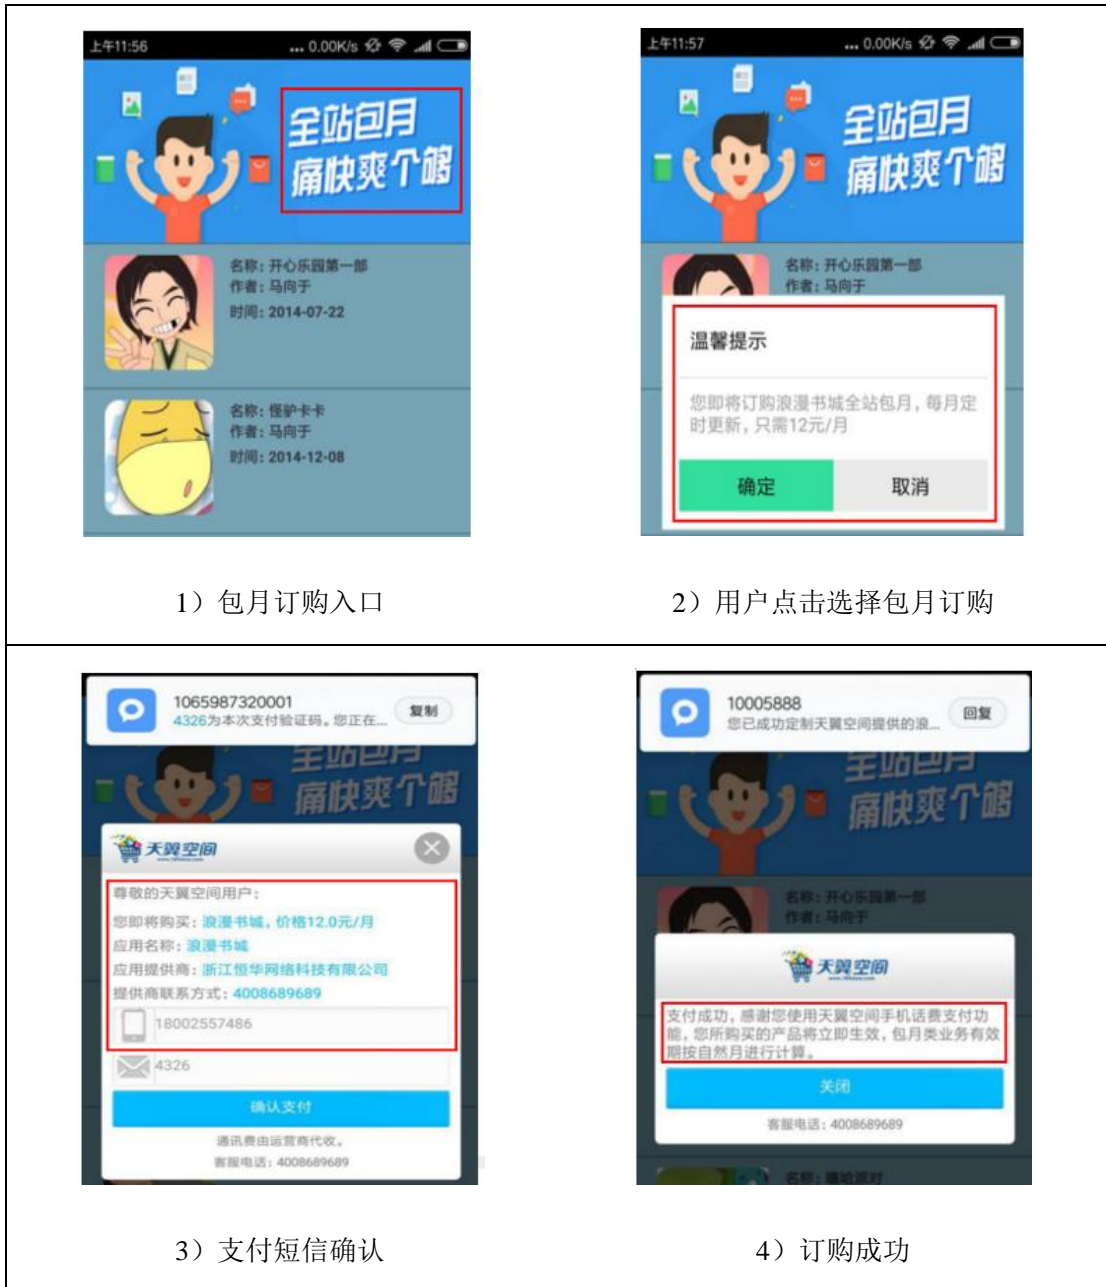 上午11:56
... 0.00K/s
全站包月
痛快爽个够
名称：开心乐园第一部
作者：马向于
时间：2014-07-22
名称：怪驴卡卡
作者：马向于
时间：2014-12-08
1）包月订购入口
上午11:57
... 0.00K/s
全站包月
痛快爽个够
名称：开心乐园第一部
作者：马向于
温馨提示
您即将订购浪漫书城全站包月，每月定
时更新，只需12元/月
确定
取消
2）用户点击选择包月订购
1065987320001
4326为本次支付验证码。您正在...
复制
全站包月
痛快爽个够
天翼空间
尊敬的天翼空间用户：
您即将购买：浪漫书城，价格12.0元/月
应用名称：浪漫书城
应用提供商：浙江恒华网络科技有限公司
提供商联系方式：4008689689
18002557486
4326
确认支付
通讯费由运营商代收。
客服电话：4008689689
3）支付短信确认
10005888
您已成功定制天翼空间提供的浪...
回复
全站包月
痛快爽个够
名称：开心乐园第一部
作者：马向于
天翼空间
支付成功，感谢您使用天翼空间手机话费支付功
能，您所购买的产品将立即生效，包月类业务有效
期按自然月进行计算。
关闭
客服电话：4008689689
名称：嘻哈派对
4）订购成功